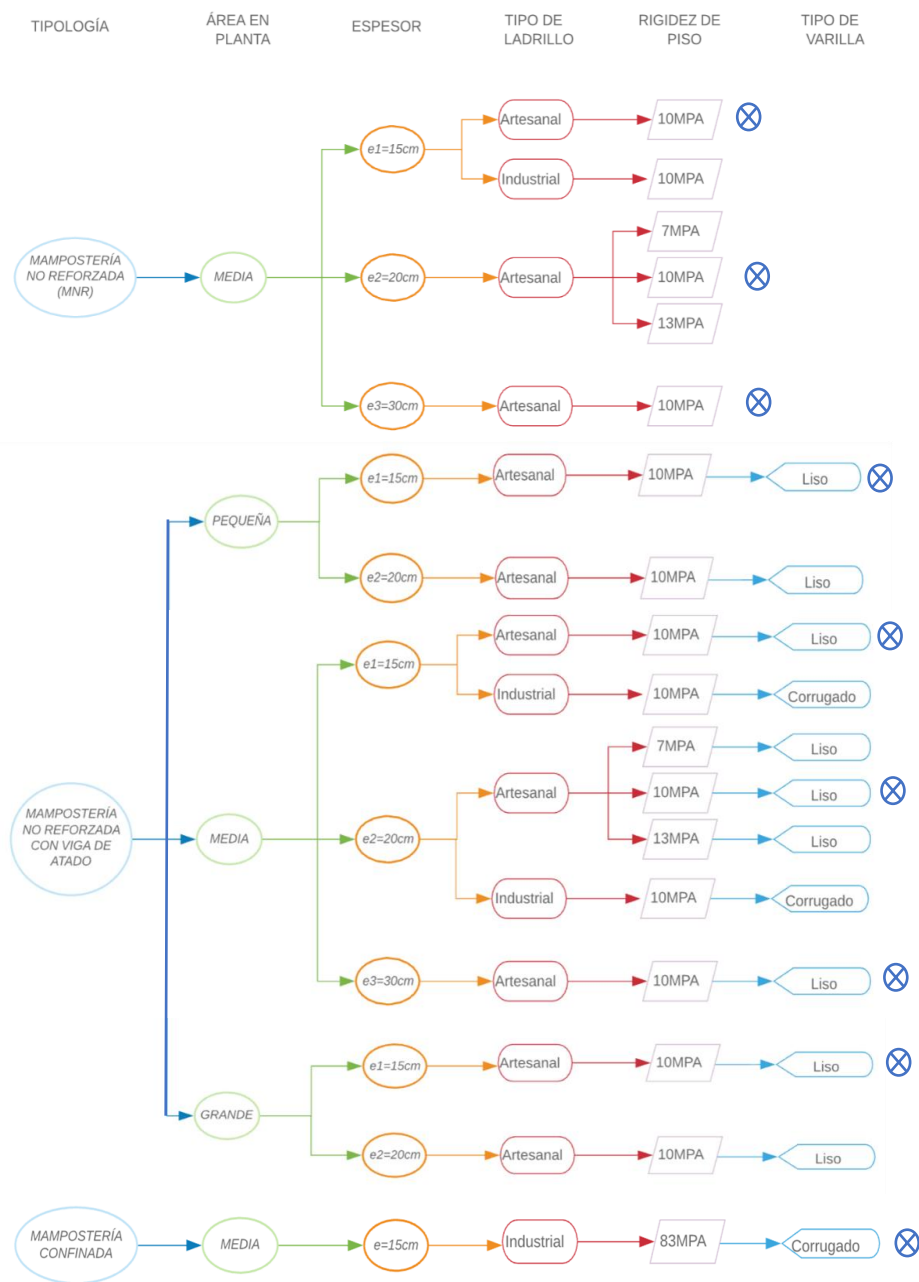 TIPOLOGÍA
ÁREA EN
PLANTA
ESPESOR
TIPO DE
LADRILLO
RIGIDEZ DE
PISO
TIPO DE
VARILLA
MAMPOSTERÍA
NO REFORZADA
(MNR)
MEDIA
e1=15cm
Artesanal
10MPA
Industrial
10MPA
e2=20cm
Artesanal
7MPA
10MPA
13MPA
e3=30cm
Artesanal
10MPA
MAMPOSTERÍA
NO REFORZADA
CON VIGA DE
ATADO
PEQUEÑA
e1=15cm
Artesanal
10MPA
Liso
e2=20cm
Artesanal
10MPA
Liso
MEDIA
e1=15cm
Artesanal
10MPA
Liso
Industrial
10MPA
Corrugado
e2=20cm
Artesanal
7MPA
Liso
10MPA
Liso
13MPA
Liso
Industrial
10MPA
Corrugado
e3=30cm
Artesanal
10MPA
Liso
GRANDE
e1=15cm
Artesanal
10MPA
Liso
e2=20cm
Artesanal
10MPA
Liso
MAMPOSTERÍA
CONFINADA
MEDIA
e=15cm
Industrial
83MPA
Corrugado